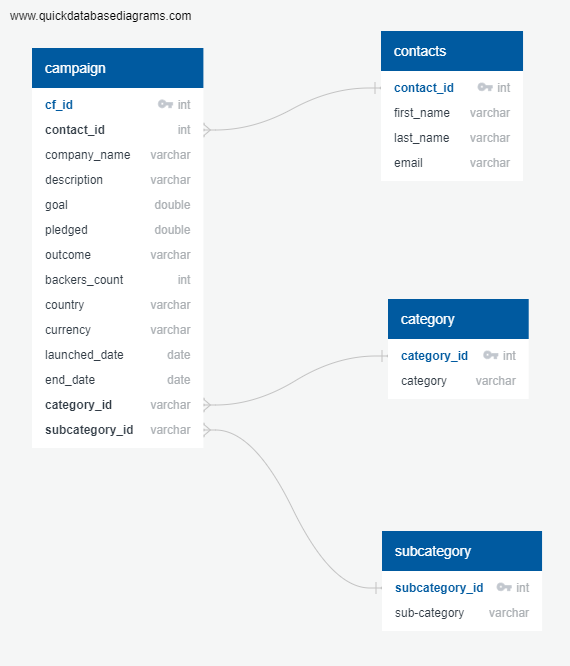 www.quickdatabasediagrams.com
campaign
cf_id int
contact_id int
company_name varchar
description varchar
goal double
pledged double
outcome varchar
backers_count int
country varchar
currency varchar
launched_date date
end_date date
category_id varchar
subcategory_id varchar
contacts
contact_id int
first_name varchar
last_name varchar
email varchar
category
category_id int
category varchar
subcategory
subcategory_id int
sub-category varchar